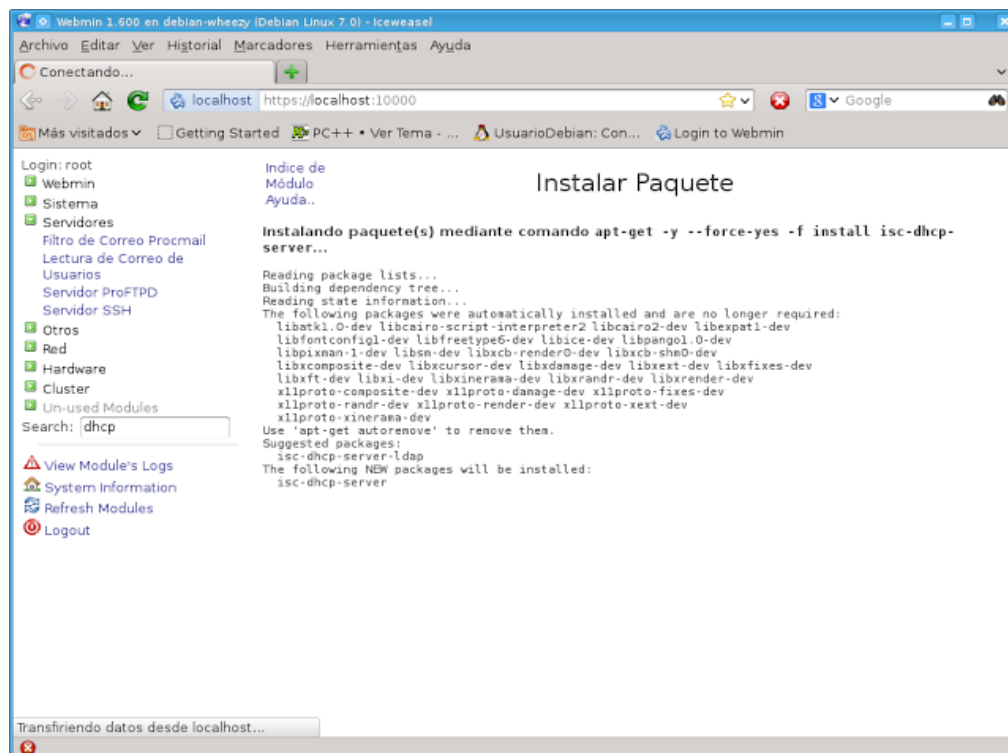 Webmin 1.600 en debian-wheezy (Debian Linux 7.0) - Iceweasel
Archivo Editar Ver Historial Marcadores Herramientas Ayuda
Conectando...
localhost https://localhost:10000 Google
Más visitados Getting Started PC++ • Ver Tema - ... UsuarioDebian: Con... Login to Webmin
Login: root
Webmin
Sistema
Servidores
Filtro de Correo Procmail
Lectura de Correo de
Usuarios
Servidor ProFTPD
Servidor SSH
Otros
Red
Hardware
Cluster
Un-used Modules
Search: dhcp
View Module's Logs
System Information
Refresh Modules
Logout
Indice de
Módulo
Ayuda..
Instalar Paquete
Instalando paquete(s) mediante comando apt-get -y --force-yes -f install isc-dhcp-
server...
Reading package lists...
Building dependency tree...
Reading state information...
The following packages were automatically installed and are no longer required:
libatk1.0-dev libcairo-script-interpreter2 libcairo2-dev libexpat1-dev
libfontconfig1-dev libfreetype6-dev libice-dev libpango1.0-dev
libpixman-1-dev libsm-dev libxcb-render0-dev libxcb-shm0-dev
libxcomposite-dev libxcursor-dev libxdamage-dev libxext-dev libxfixes-dev
libxft-dev libxi-dev libxinerama-dev libxrandr-dev libxrender-dev
x11proto-composite-dev x11proto-damage-dev x11proto-fixes-dev
x11proto-randr-dev x11proto-render-dev x11proto-xext-dev
x11proto-xinerama-dev
Use 'apt-get autoremove' to remove them.
Suggested packages:
isc-dhcp-server-ldap
The following NEW packages will be installed:
isc-dhcp-server
Transfiriendo datos desde localhost...